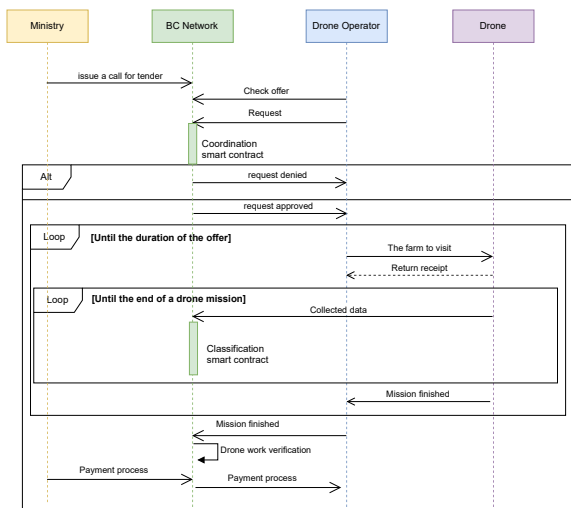 Ministry
BC Network
Drone Operator
Drone
issue a call for tender
Check offer
Request
Coordination
smart contract
Alt
request denied
request approved
Loop
[Until the duration of the offer]
The farm to visit
Return receipt
Loop
[Until the end of a drone mission]
Collected data
Classification
smart contract
Mission finished
Mission finished
Drone work verification
Payment process
Payment process